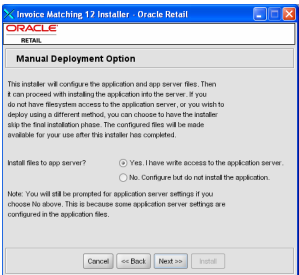 Invoice Matching 12 Installer - Oracle Retail
ORACLE
RETAIL
Manual Deployment Option
This installer will configure the application and app server files. Then
it can proceed with installing the application into the server. If you
do not have filesystem access to the application server, or you wish to
deploy using a different method, you can choose to have the installer
skip the final installation phase. The configured files will be made
available for your use after this installer has completed.
Install files to app server?
Yes. I have write access to the application server.
No. Configure but do not install the application.
Note: You will still be prompted for application server settings if you
choose No above. This is because some application server settings are
configured in the application files.
Cancel
<< Back
Next >>
Install